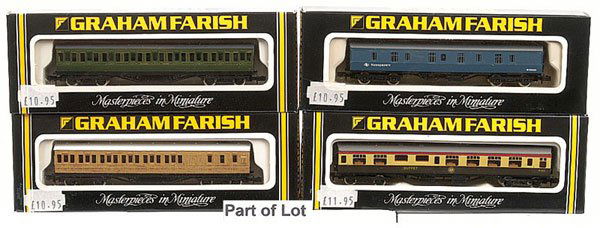 GRAHAM FARISH
£10.95
Masterpieces in Miniature
GRAHAM FARISH
£10.95
Masterpieces in Miniature
GRAHAM FARISH
£10.95
Masterpieces in Miniature
GRAHAM FARISH
BUFFET
£11.95
Masterpieces in Miniature
Part of Lot